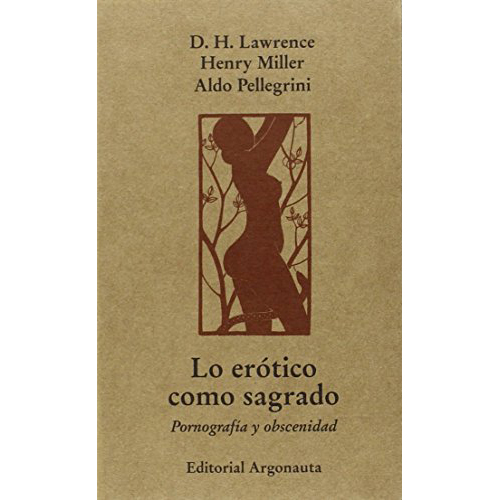 D. H. Lawrence
Henry Miller
Aldo Pellegrini
Lo erótico
como sagrado
Pornografía y obscenidad
Editorial Argonauta